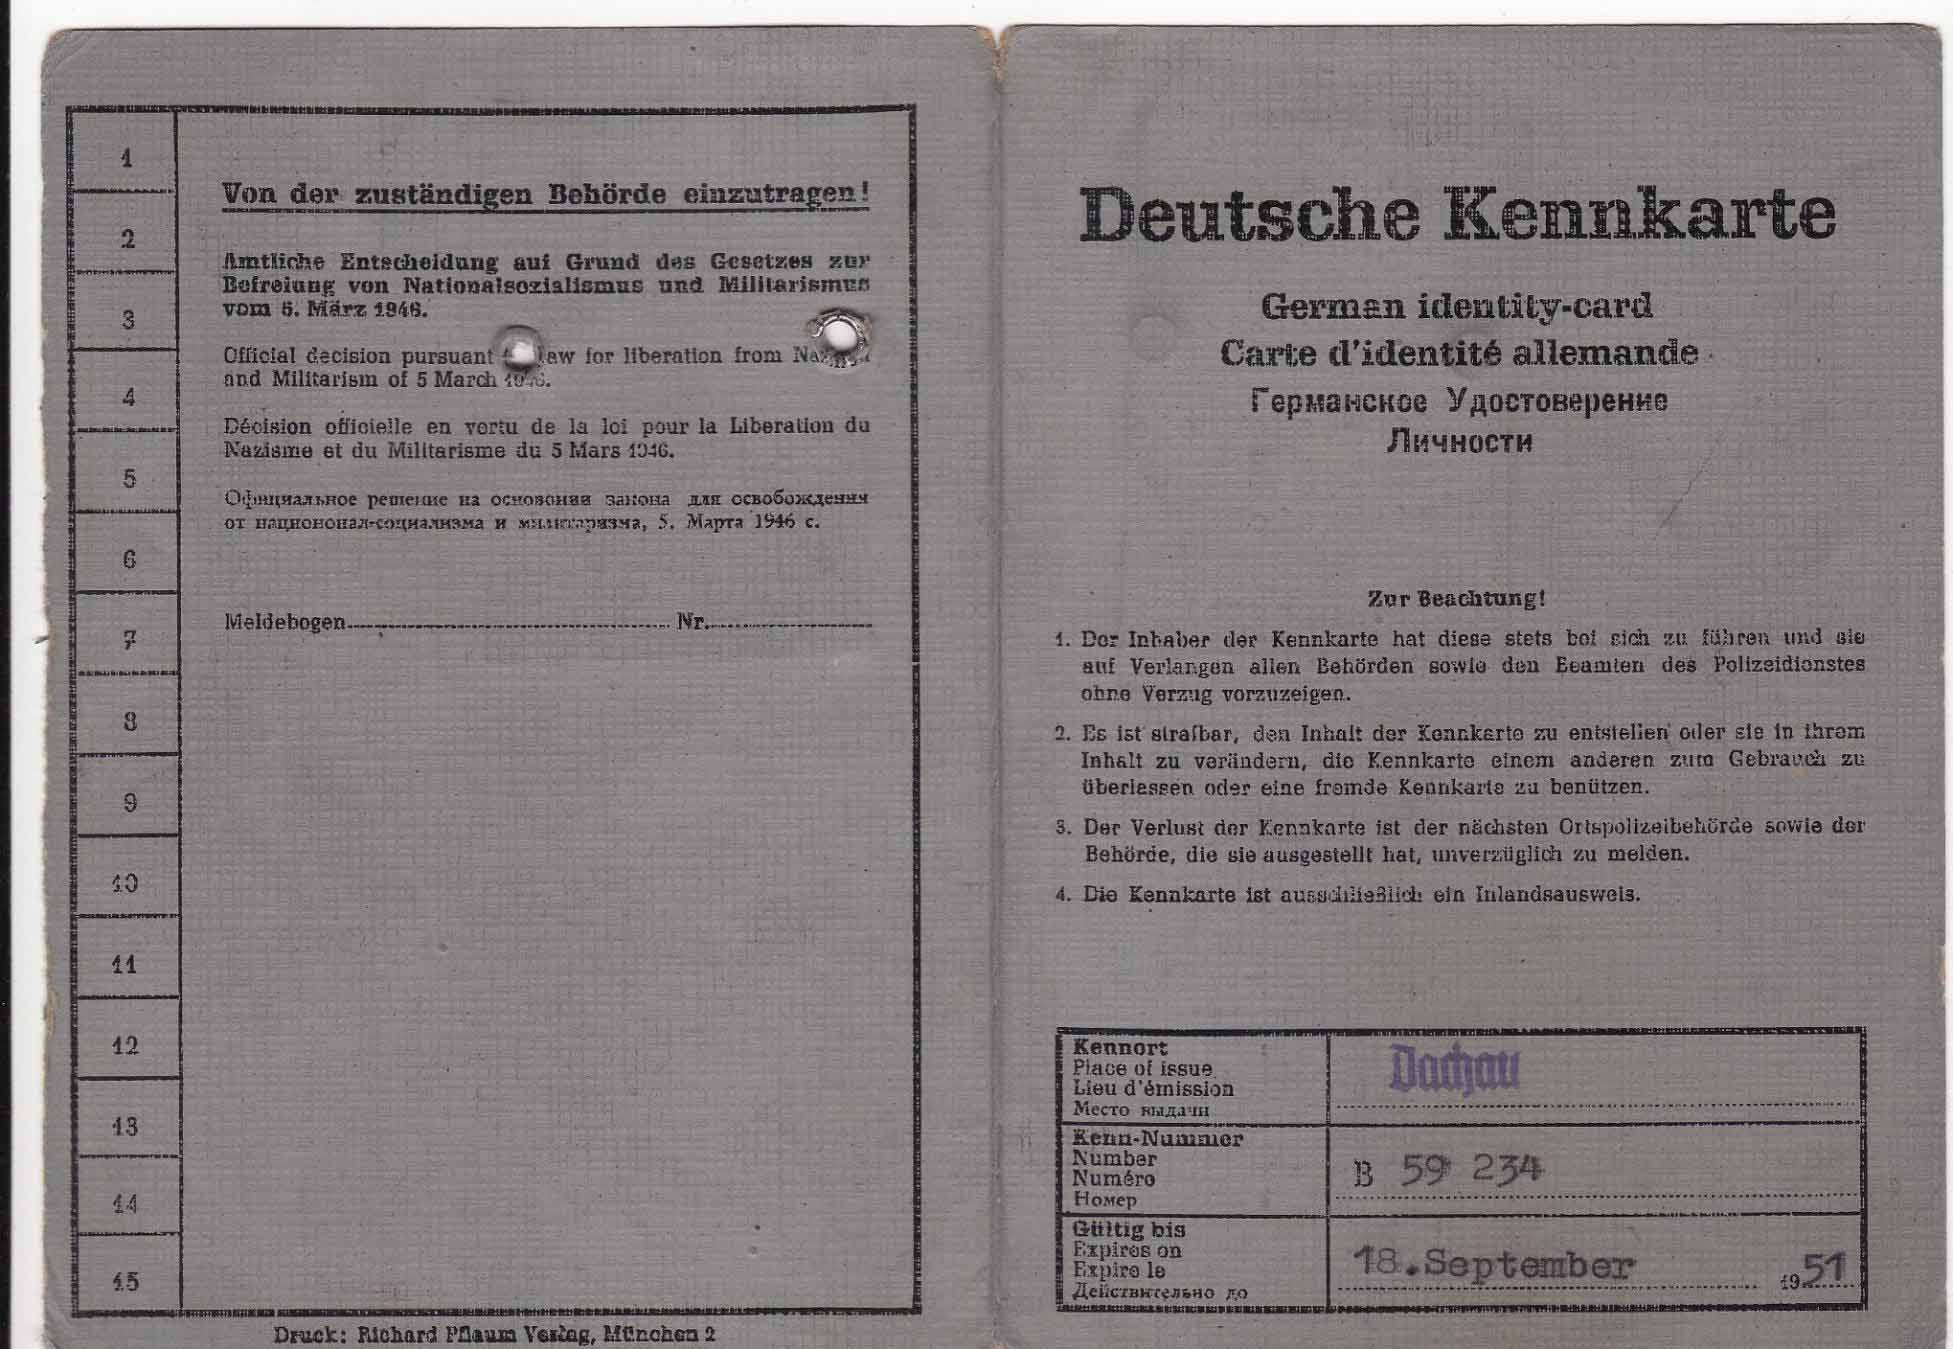 1
2
3
4
5
6
7
8
9
10
11
12
13
14
15
Von der zuständigen Behörde einzutragen!
Amtliche Entscheidung auf Grund des Gesetzes zur
Befreiung von Nationalsozialismus und Militarismus
vom 5. März 1946.
Official decision pursuant law for liberation from
and Militarism of 5 March 1946.
Décision officielle en vertu de la loi pour la Liberation du
Nazisme et du Militarisme du 5 Mars 1946.
Официальное решение на основании закона для освобождения
от национонал-социализма и милитаризма, 5. Марта 1946 с.
Meldebogen Nr.
Druck: Richard Pflaum Verlag, München 2
Deutsche Kennkarte
German identity-card
Carte d'identité allemande
Германское Удостоверение
Личности
Zur Beachtung!
1. Der Inhaber der Kennkarte hat diese stets bei sich zu führen und sie
auf Verlangen allen Behörden sowie den Beamten des Polizeidienstes
ohne Verzug vorzuzeigen.
2. Es ist strafbar, den Inhalt der Kennkarte zu entstellen oder sie in ihrem
Inhalt zu verändern, die Kennkarte einem anderen zum Gebrauch zu
überlassen oder eine fremde Kennkarte zu benützen.
3. Der Verlust der Kennkarte ist der nächsten Ortspolizeibehörde sowie der
Behörde, die sie ausgestellt hat, unverzüglich zu melden.
4. Die Kennkarte ist ausschließlich ein Inlandsausweis.
Kennort
Place of issue
Lieu d'émission
Место выдачи
Dachau
Kenn-Nummer
Number
Numéro
Номер
B 59 234
Gültig bis
Expires on
Expire le
Действительно до
18. September 1951